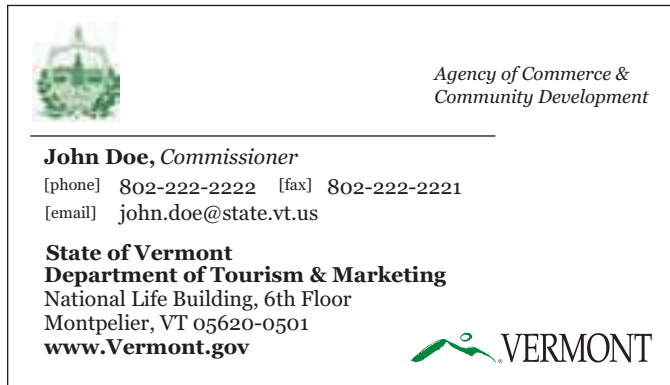 Agency of Commerce &
Community Development
John Doe, Commissioner
[phone] 802-222-2222 [fax] 802-222-2221
[email] john.doe@state.vt.us
State of Vermont
Department of Tourism & Marketing
National Life Building, 6th Floor
Montpelier, VT 05620-0501
www.Vermont.gov
VERMONT